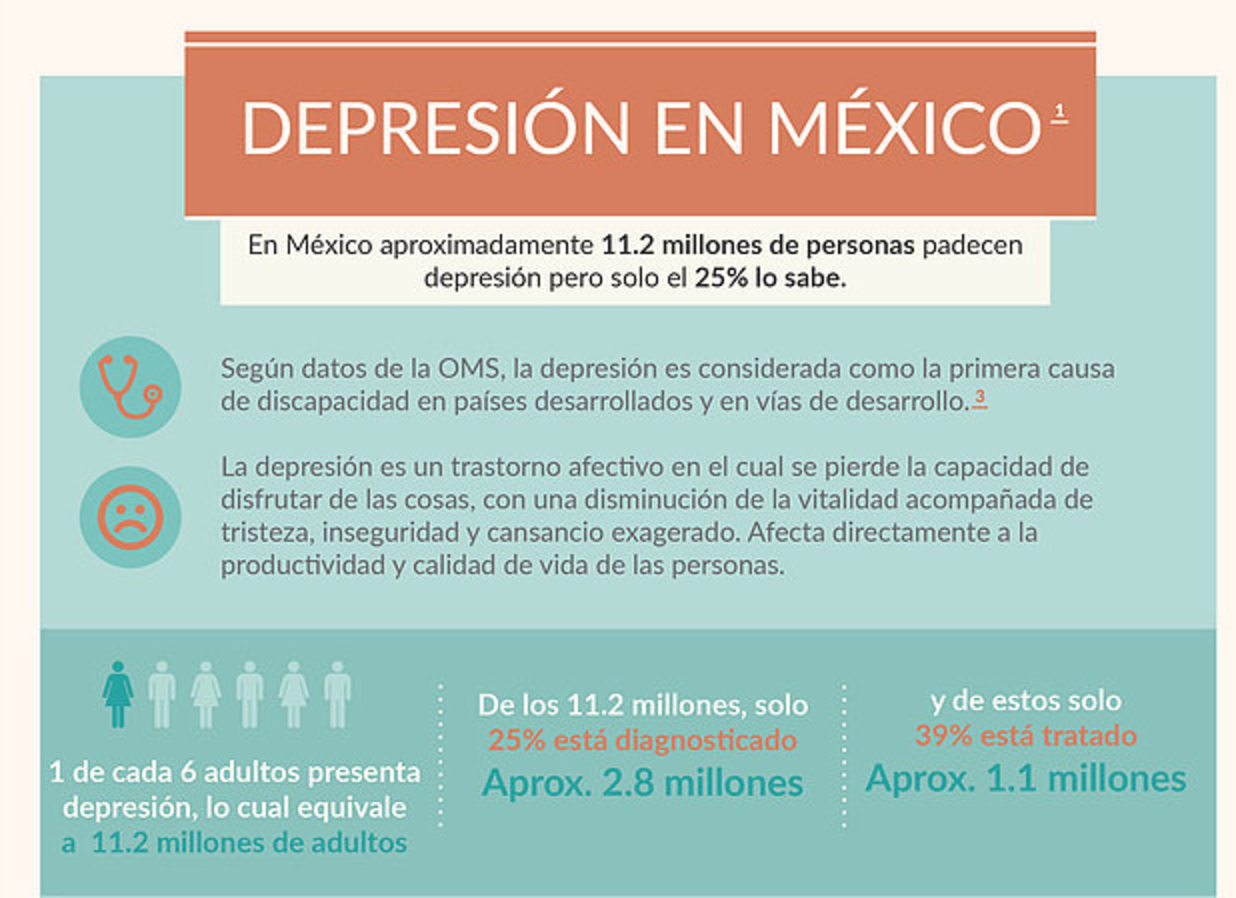 DEPRESIÓN EN MÉXICO 1
En México aproximadamente 11.2 millones de personas padecen
depresión pero solo el 25% lo sabe.
Según datos de la OMS, la depresión es considerada como la primera causa
de discapacidad en países desarrollados y en vías de desarrollo. 3
La depresión es un trastorno afectivo en el cual se pierde la capacidad de
disfrutar de las cosas, con una disminución de la vitalidad acompañada de
tristeza, inseguridad y cansancio exagerado. Afecta directamente a la
productividad y calidad de vida de las personas.
1 de cada 6 adultos presenta
depresión, lo cual equivale
a 11.2 millones de adultos
De los 11.2 millones, solo
25% está diagnosticado
Aprox. 2.8 millones
y de estos solo
39% está tratado
Aprox. 1.1 millones